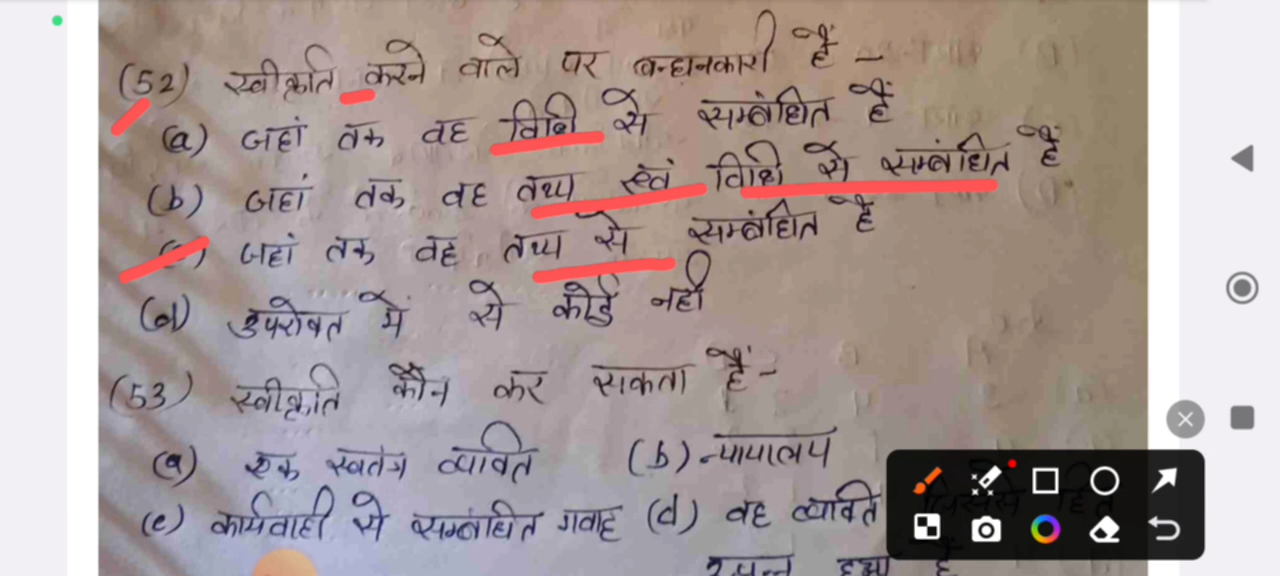 (52) स्वीकृति करने वाले पर बन्धनकारी हैं -
(a) जहां तक वह विधि से सम्बंधित हैं
(b) जहां तक वह तथ्य एवं विधि से सम्बंधित हैं
जहां तक वह तथ्य से सम्बंधित हैं
(d) उपरोक्त में से कोई नहीं
(53) स्वीकृति कौन कर सकता हैं -
(a) एक स्वतंत्र व्यक्ति (b) न्यायालय
(c) कार्यवाही से सम्बंधित गवाह (d) वह व्यक्ति
हुआ हैं